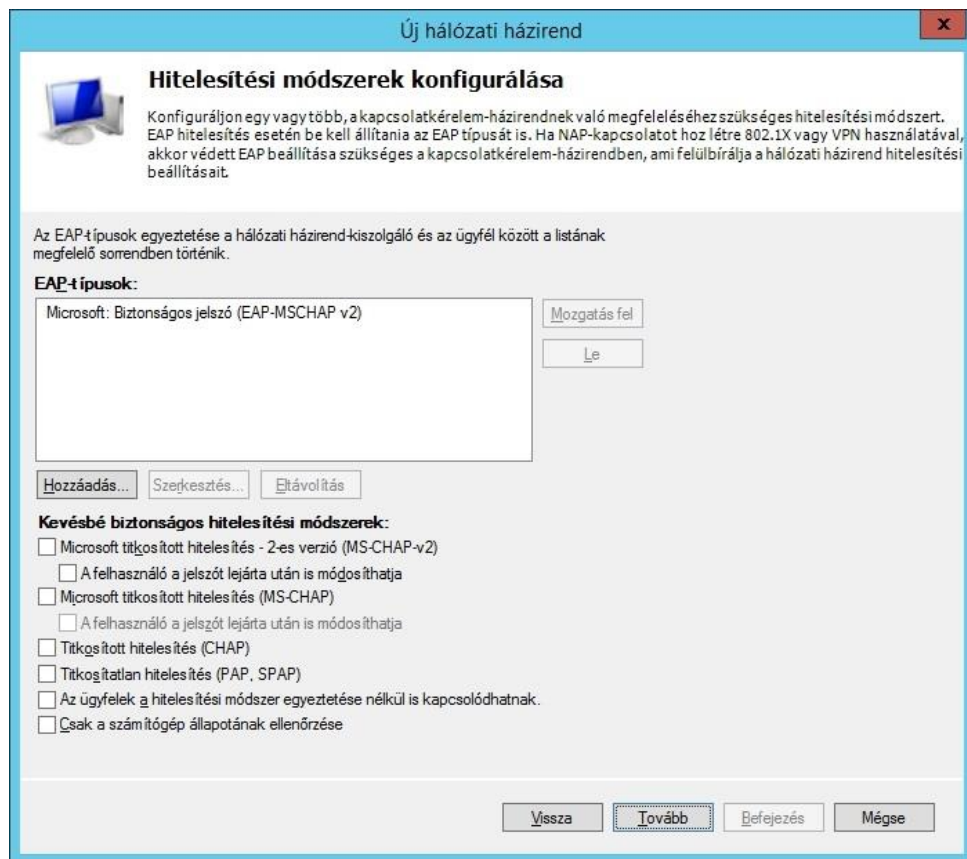 Új hálózati házirend
x
Hitelesítési módszerek konfigurálása
Konfiguráljon egy vagy több, a kapcsolatkérelem-házirendnek való megfeleléséhez szükséges hitelesítési módszert.
EAP hitelesítés esetén be kell állítania az EAP típusát is. Ha NAP-kapcsolatot hoz létre 802.1X vagy VPN használatával,
akkor védett EAP beállítása szükséges a kapcsolatkérelem-házirendben, ami felülbírálja a hálózati házirend hitelesítési
beállításait.
Az EAP-típusok egyeztetése a hálózati házirend-kiszolgáló és az ügyfél között a listának
megfelelő sorrendben történik.
EAP-típusok:
Microsoft: Biztonságos jelszó (EAP-MSCHAP v2)
Mozgatás fel
Le
Hozzáadás... Szerkesztés... Eltávolítás
Kevésbé biztonságos hitelesítési módszerek:
Microsoft titkosított hitelesítés - 2-es verzió (MS-CHAP-v2)
A felhasználó a jelszót lejárta után is módosíthatja
Microsoft titkosított hitelesítés (MS-CHAP)
A felhasználó a jelszót lejárta után is módosíthatja
Titkosított hitelesítés (CHAP)
Titkosítatlan hitelesítés (PAP, SPAP)
Az ügyfelek a hitelesítési módszer egyeztetése nélkül is kapcsolódhatnak.
Csak a számítógép állapotának ellenőrzése
Vissza Tovább Befejezés Mégse